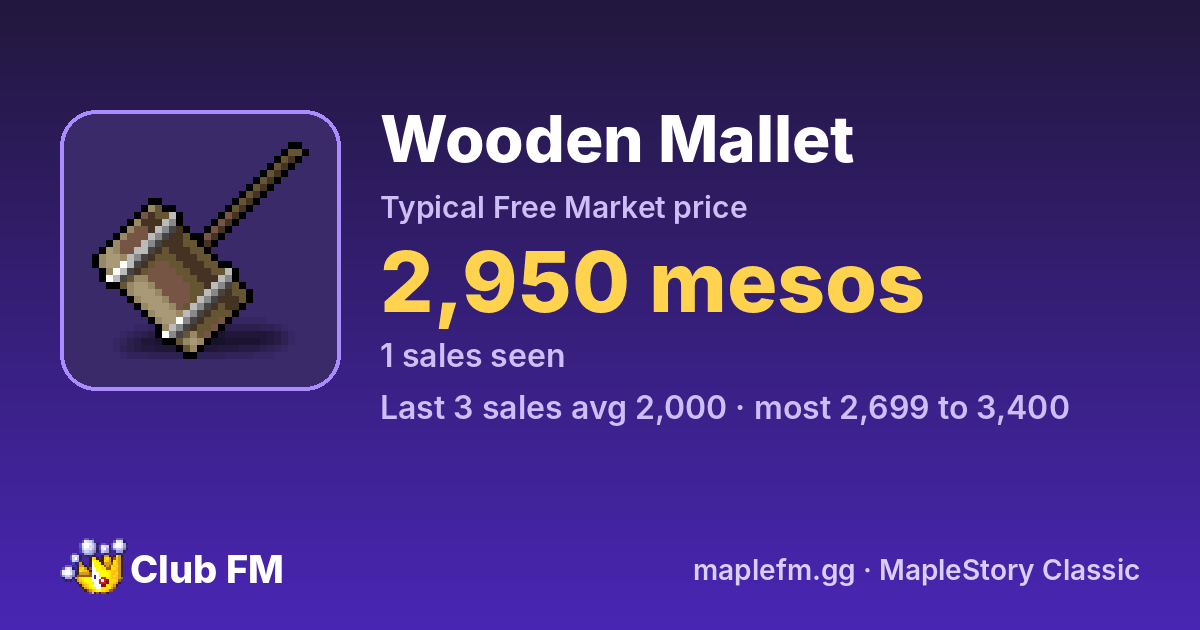 Wooden Mallet
Typical Free Market price
2,950 mesos
1 sales seen
Last 3 sales avg 2,000 · most 2,699 to 3,400
Club FM
maplefm.gg · MapleStory Classic